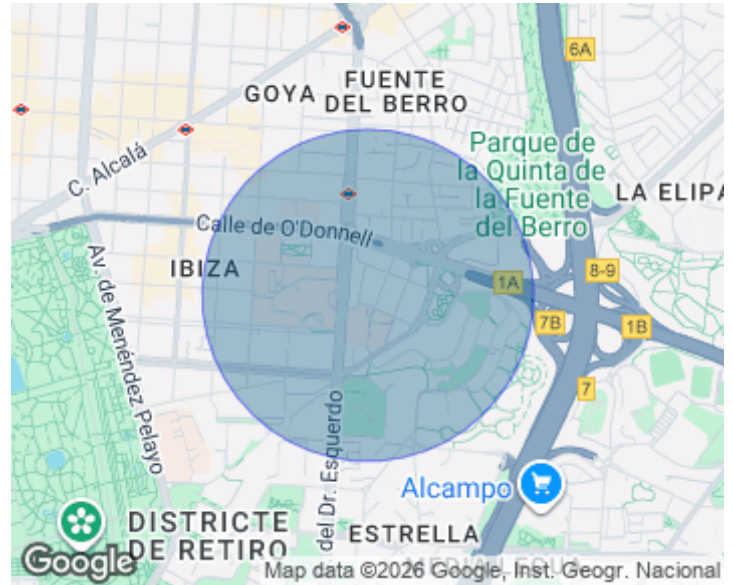 6A
GOYA
FUENTE
DEL BERRO
C. Alcalá
Parque de
la Quinta de
la Fuente
del Berro
LA ELIPA
Calle de O'Donnell
IBIZA
Av. de Menéndez Pelayo
1A
8-9
7B
1B
7
del Dr. Esquerdo
Alcampo
DISTRICTE
DE RETIRO
ESTRELLA
Google
Map data ©2026 Google, Inst. Geogr. Nacional